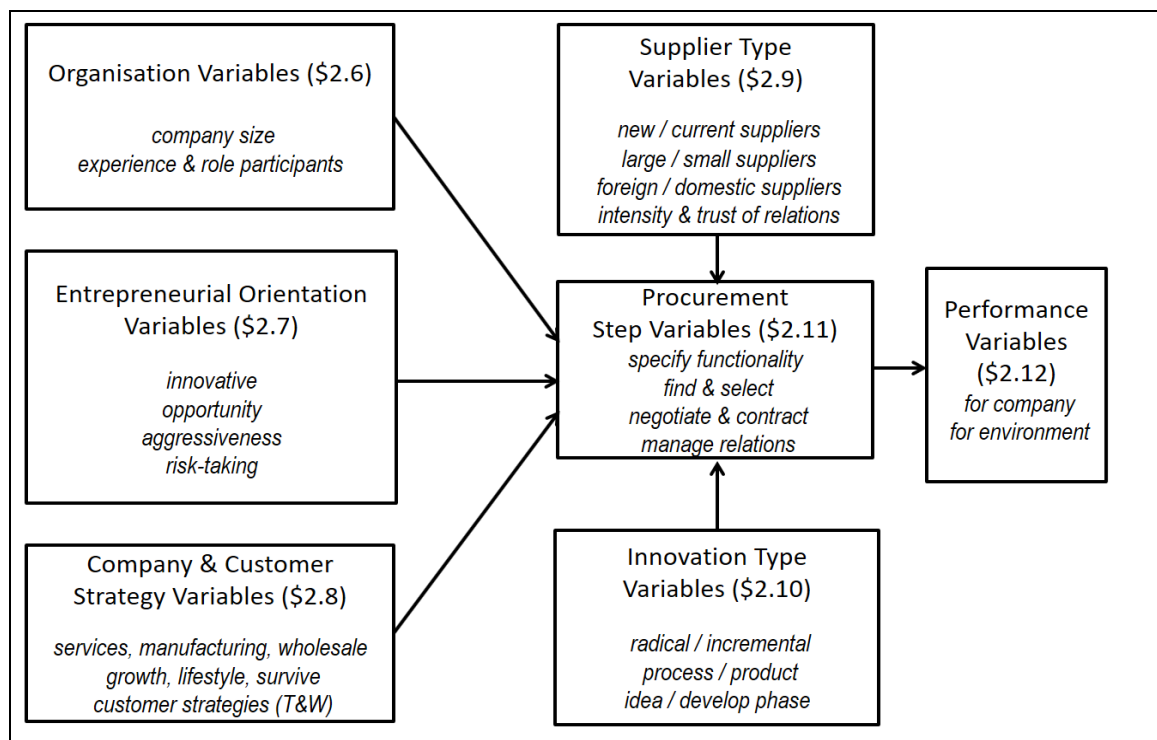 Organisation Variables ($2.6)
company size
experience & role participants
Supplier Type
Variables ($2.9)
new / current suppliers
large / small suppliers
foreign / domestic suppliers
intensity & trust of relations
Entrepreneurial Orientation
Variables ($2.7)
innovative
opportunity
aggressiveness
risk-taking
Procurement
Step Variables ($2.11)
specify functionality
find & select
negotiate & contract
manage relations
Performance
Variables
($2.12)
for company
for environment
Company & Customer
Strategy Variables ($2.8)
services, manufacturing, wholesale
growth, lifestyle, survive
customer strategies (T&W)
Innovation Type
Variables ($2.10)
radical / incremental
process / product
idea / develop phase